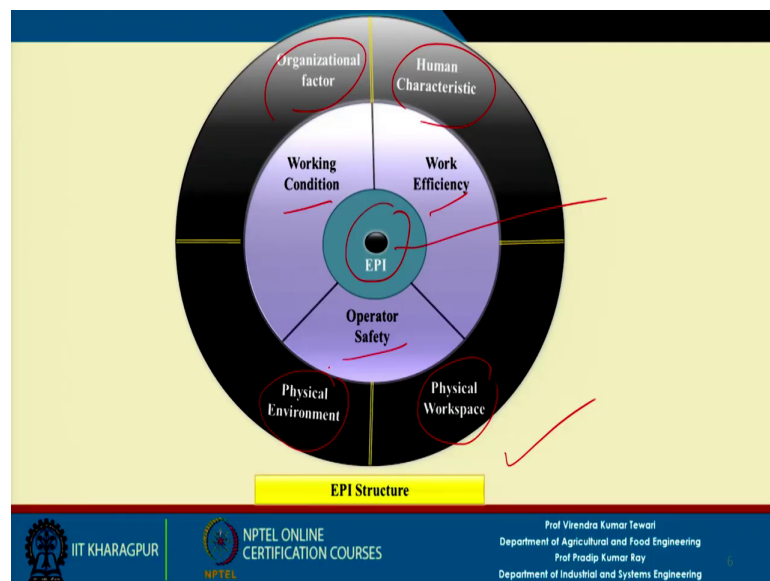 Organizational
factor
Human
Characteristic
Working
Condition
Work
Efficiency
EPI
Operator
Safety
Physical
Environment
Physical
Workspace
EPI Structure
IIT KHARAGPUR
NPTEL
NPTEL ONLINE
CERTIFICATION COURSES
Prof Virendra Kumar Tewari
Department of Agricultural and Food Engineering
Prof Pradip Kumar Ray
Department of Industrial and Systems Engineering
6